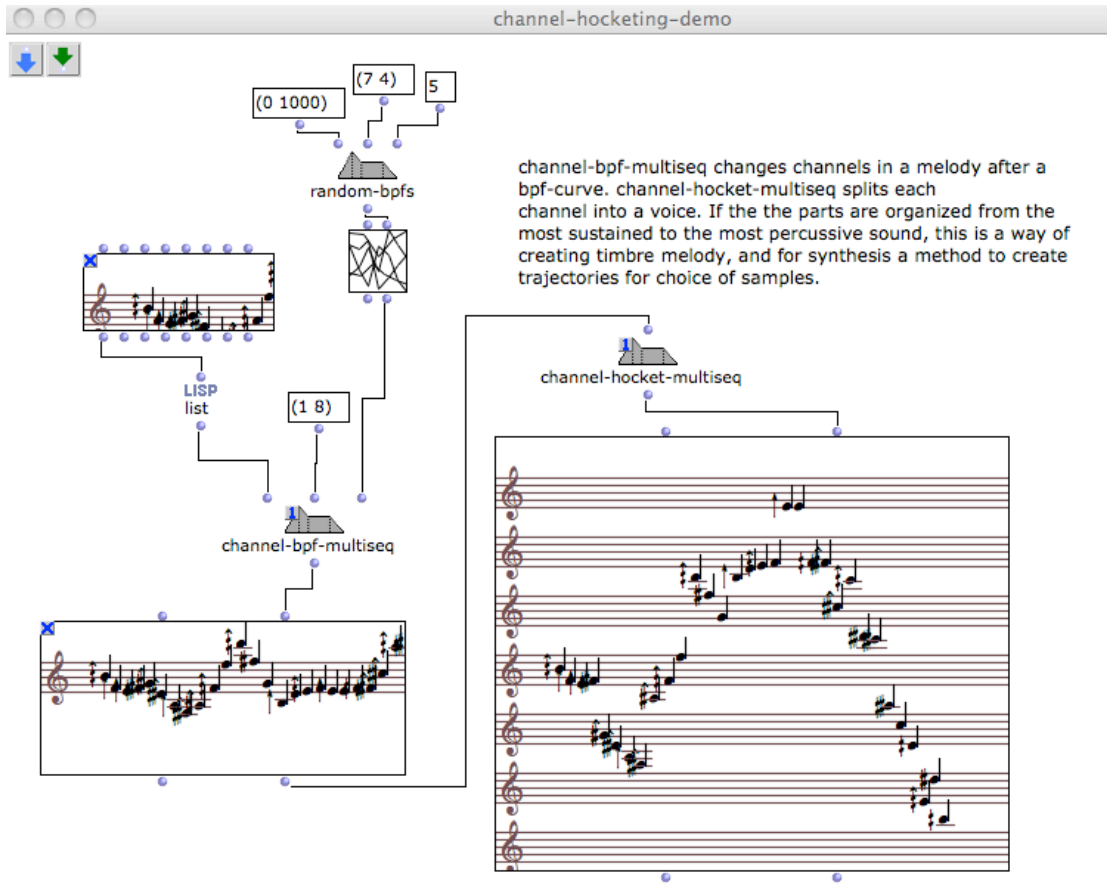 channel-hocketing-demo
(0 1000)
(7 4)
5
random-bpfs
channel-bpf-multiseq changes channels in a melody after a
bpf-curve. channel-hocket-multiseq splits each
channel into a voice. If the the parts are organized from the
most sustained to the most percussive sound, this is a way of
creating timbre melody, and for synthesis a method to create
trajectories for choice of samples.
LISP
list
(1 8)
1
channel-hocket-multiseq
1
channel-bpf-multiseq